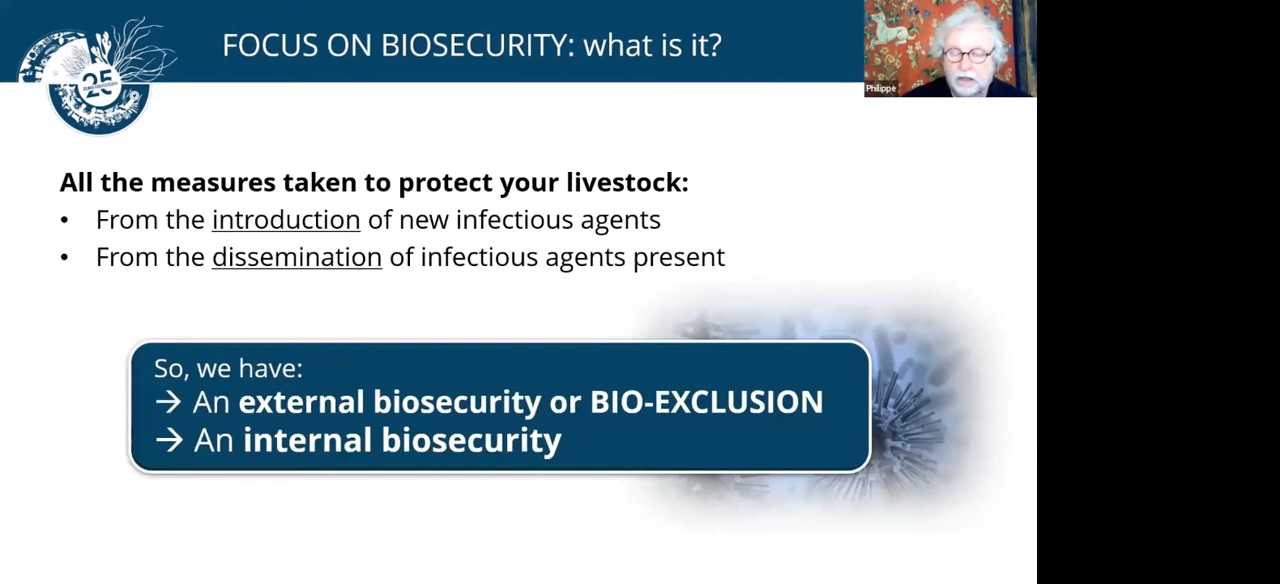 FOCUS ON BIOSECURITY: what is it?
25
Philippe
All the measures taken to protect your livestock:
• From the introduction of new infectious agents
• From the dissemination of infectious agents present
So, we have:
→ An external biosecurity or BIO-EXCLUSION
→ An internal biosecurity